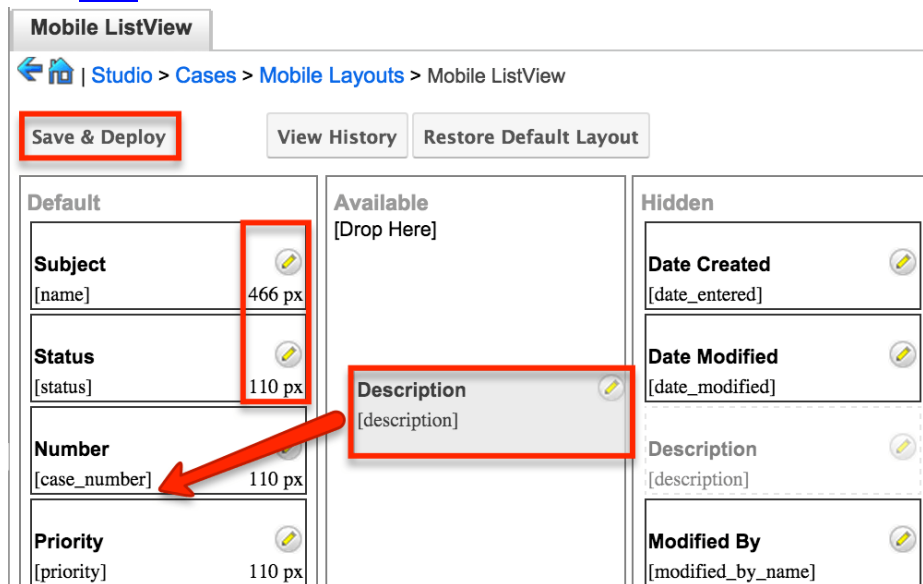 Mobile ListView
| Studio > Cases > Mobile Layouts > Mobile ListView
Save & Deploy
View History
Restore Default Layout
Default
Subject
[name] 466 px
Status
[status] 110 px
Number
[case_number] 110 px
Priority
[priority] 110 px
Available
[Drop Here]
Description
[description]
Hidden
Date Created
[date_entered]
Date Modified
[date_modified]
Description
[description]
Modified By
[modified_by_name]